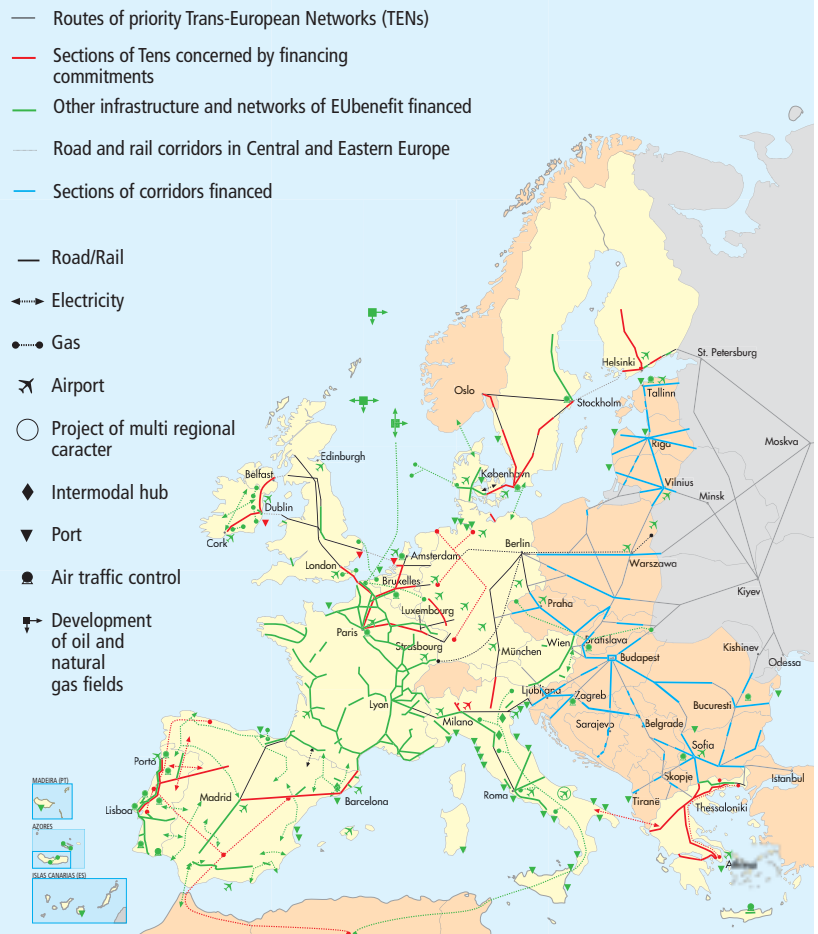 Routes of priority Trans-European Networks (TENs)
Sections of Tens concerned by financing
commitments
Other infrastructure and networks of EUbenefit financed
Road and rail corridors in Central and Eastern Europe
Sections of corridors financed
Road/Rail
Electricity
Gas
Airport
Project of multi regional
caracter
Intermodal hub
Port
Air traffic control
Development
of oil and
natural
gas fields
Helsinki
St. Petersburg
Oslo
Stockholm
Tallinn
Moskva
Riga
Edinburgh
København
Belfast
Vilnius
Minsk
Dublin
Cork
Berlin
Amsterdam
London
Warszawa
Bruxelles
Kiyev
Luxembourg
Praha
Paris
Strasbourg
Wien
Bratislava
München
Kishinev
Budapest
Odessa
Ljubljana
Zagreb
Lyon
Bucuresti
Milano
Sarajevo
Belgrade
Sofia
Porto
Skopje
Istanbul
MADEIRA (PT)
Madrid
Roma
Tiranë
Barcelona
Thessaloniki
Lisboa
AZORES
ISLAS CANARIAS (ES)